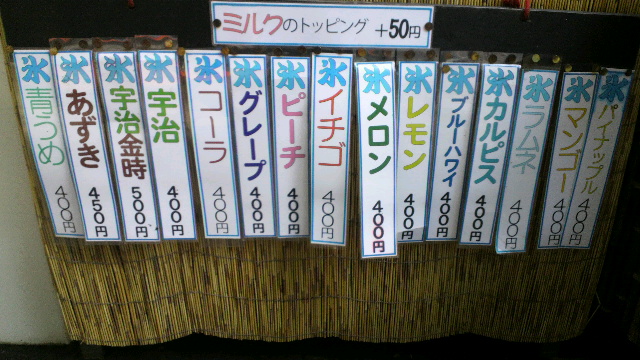 ミルクのトッピング +50円
氷 青うめ 400円
氷 あずき 450円
氷 宇治金時 500円
氷 宇治 400円
氷 コーラ 400円
氷 グレープ 400円
氷 ピーチ 400円
氷 イチゴ 400円
氷 メロン 400円
氷 レモン 400円
氷 ブルーハワイ 400円
氷 カルピス 400円
氷 ラムネ 400円
氷 マンゴー 400円
氷 パイナップル 400円